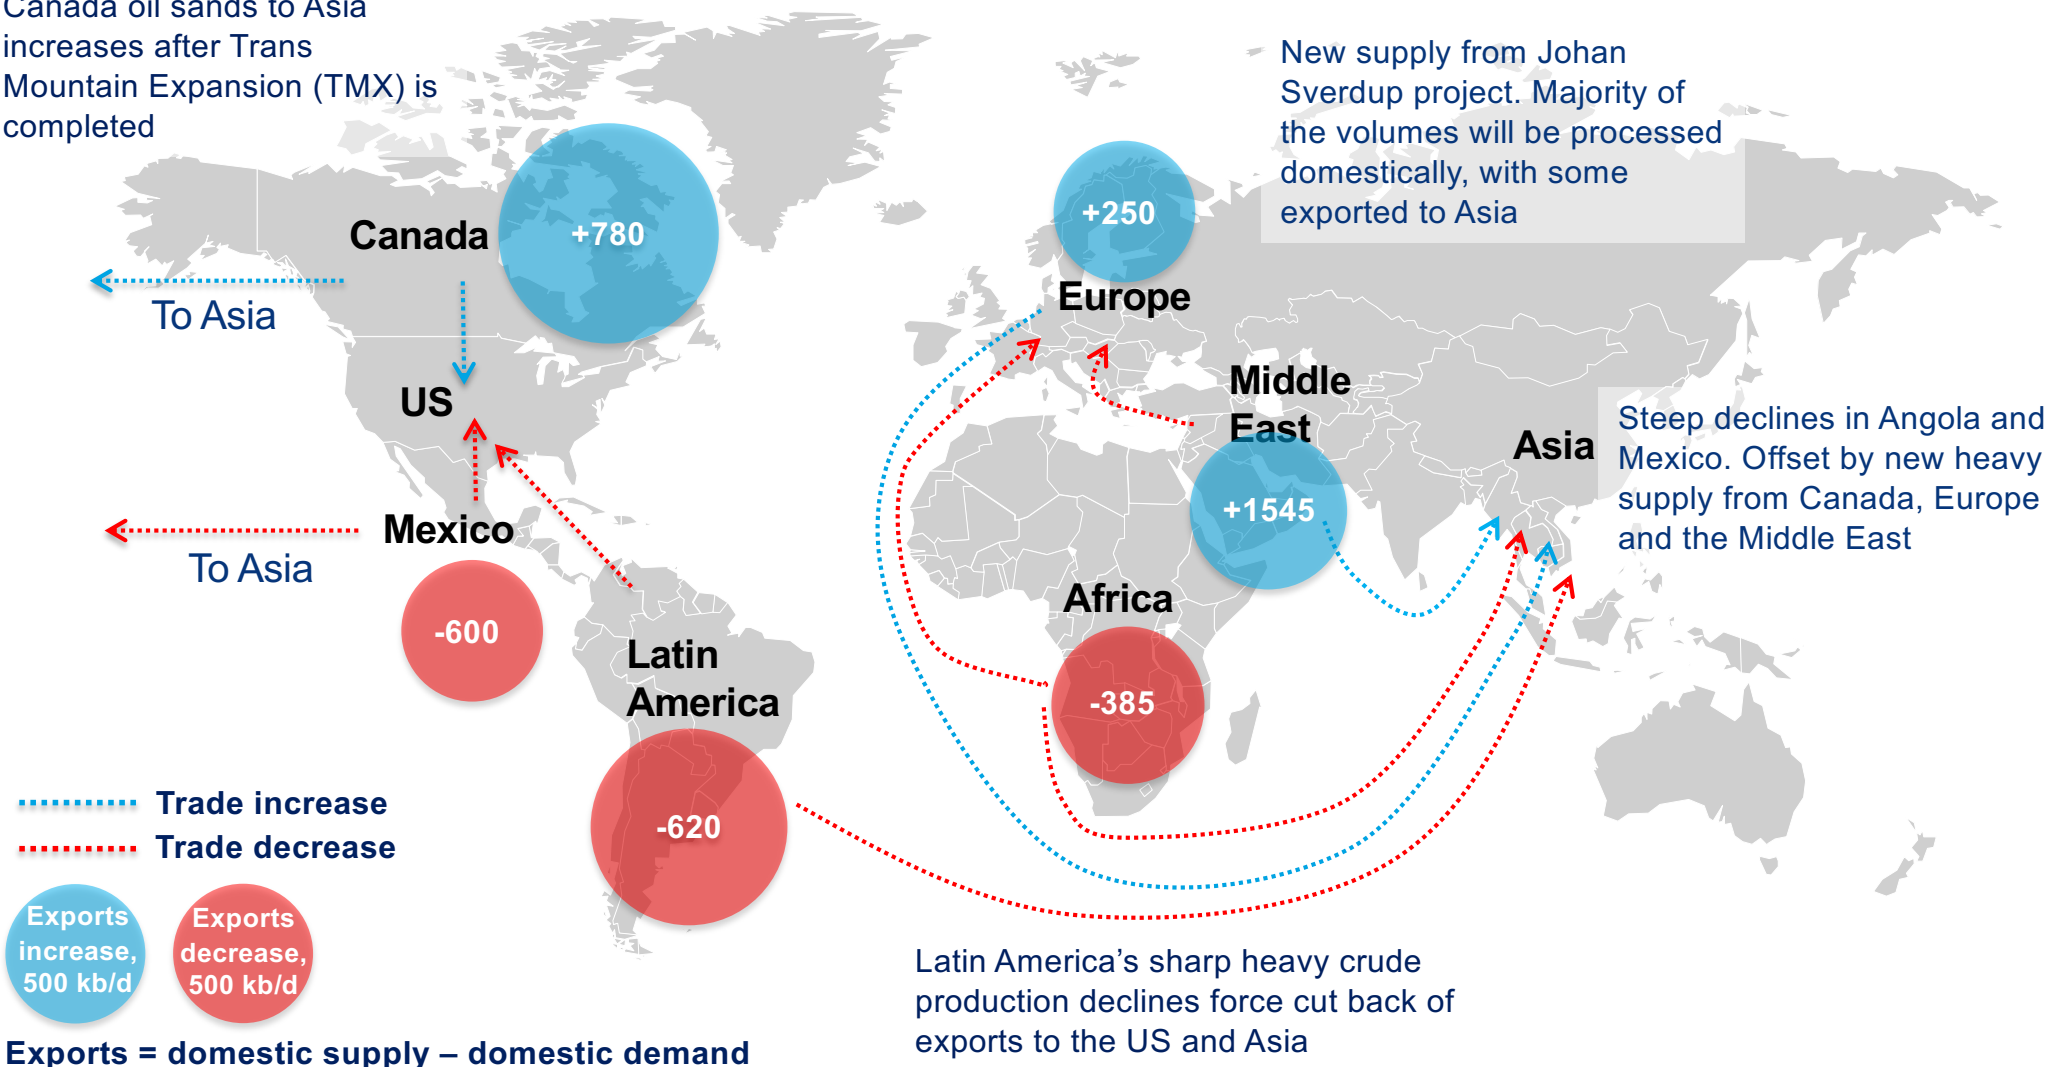 Canada oil sands to Asia
increases after Trans
Mountain Expansion (TMX) is
completed
New supply from Johan
Sverdup project. Majority of
the volumes will be processed
domestically, with some
exported to Asia
Canada
+780
+250
To Asia
Europe
US
Middle
East
Asia
Steep declines in Angola and
Mexico. Offset by new heavy
supply from Canada, Europe
and the Middle East
+1545
Mexico
To Asia
-600
Africa
-385
Latin
America
-620
Trade increase
Trade decrease
Exports
increase,
500 kb/d
Exports
decrease,
500 kb/d
Latin America’s sharp heavy crude
production declines force cut back of
exports to the US and Asia
Exports = domestic supply – domestic demand